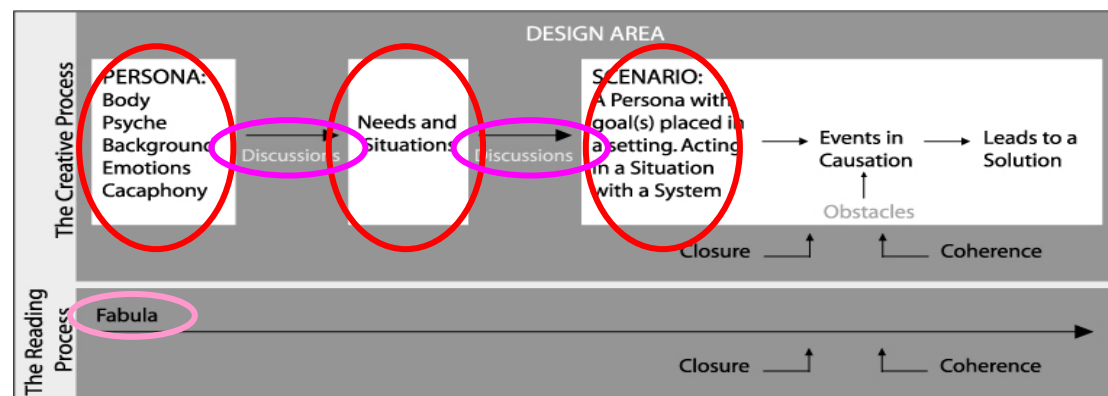 DESIGN AREA
The Creative Process
PERSONA:
Body
Psyche
Background
Emotions
Cacaphony
Discussions
Needs and
Situations
Discussions
SCENARIO:
A Persona with
goal(s) placed in
a setting. Acting
in a Situation
with a System
Events in
Causation
Obstacles
Leads to a
Solution
Closure
Coherence
The Reading
Process
Fabula
Closure
Coherence